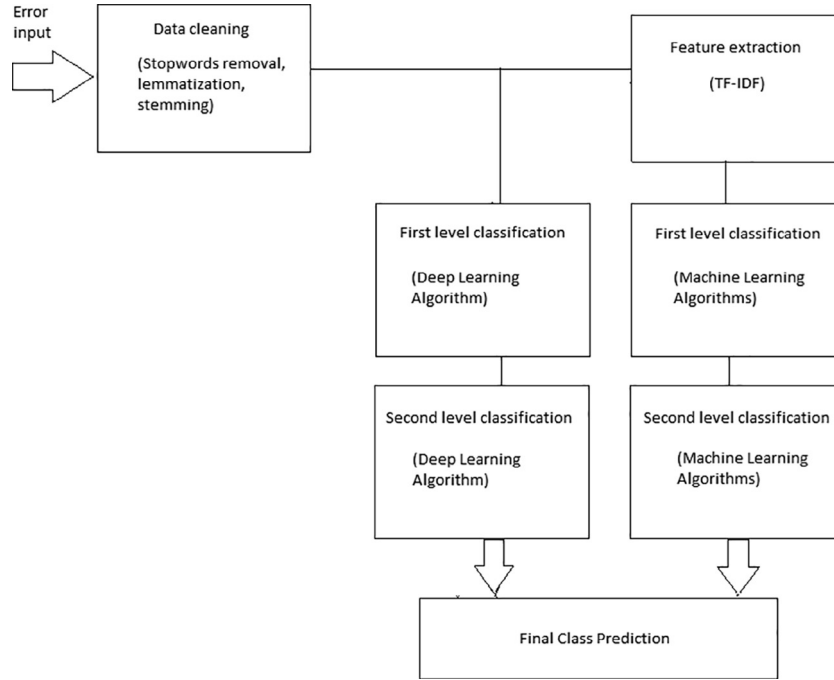 Error
input
Data cleaning
(Stopwords removal,
lemmatization,
stemming)
Feature extraction
(TF-IDF)
First level classification
(Deep Learning
Algorithm)
First level classification
(Machine Learning
Algorithms)
Second level classification
(Deep Learning
Algorithm)
Second level classification
(Machine Learning
Algorithms)
Final Class Prediction